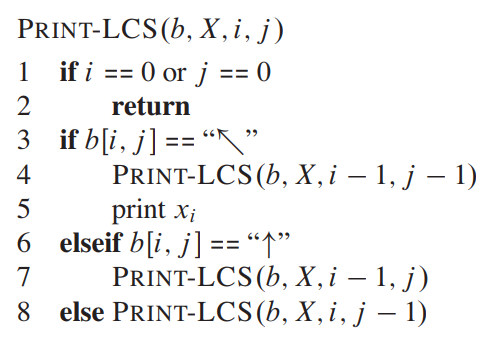 PRINT-LCS(b, X, i, j)
1 if i == 0 or j == 0
2 return
3 if b[i, j] == “↖”
4 PRINT-LCS(b, X, i − 1, j − 1)
5 print xᵢ
6 elseif b[i, j] == “↑”
7 PRINT-LCS(b, X, i − 1, j)
8 else PRINT-LCS(b, X, i, j − 1)